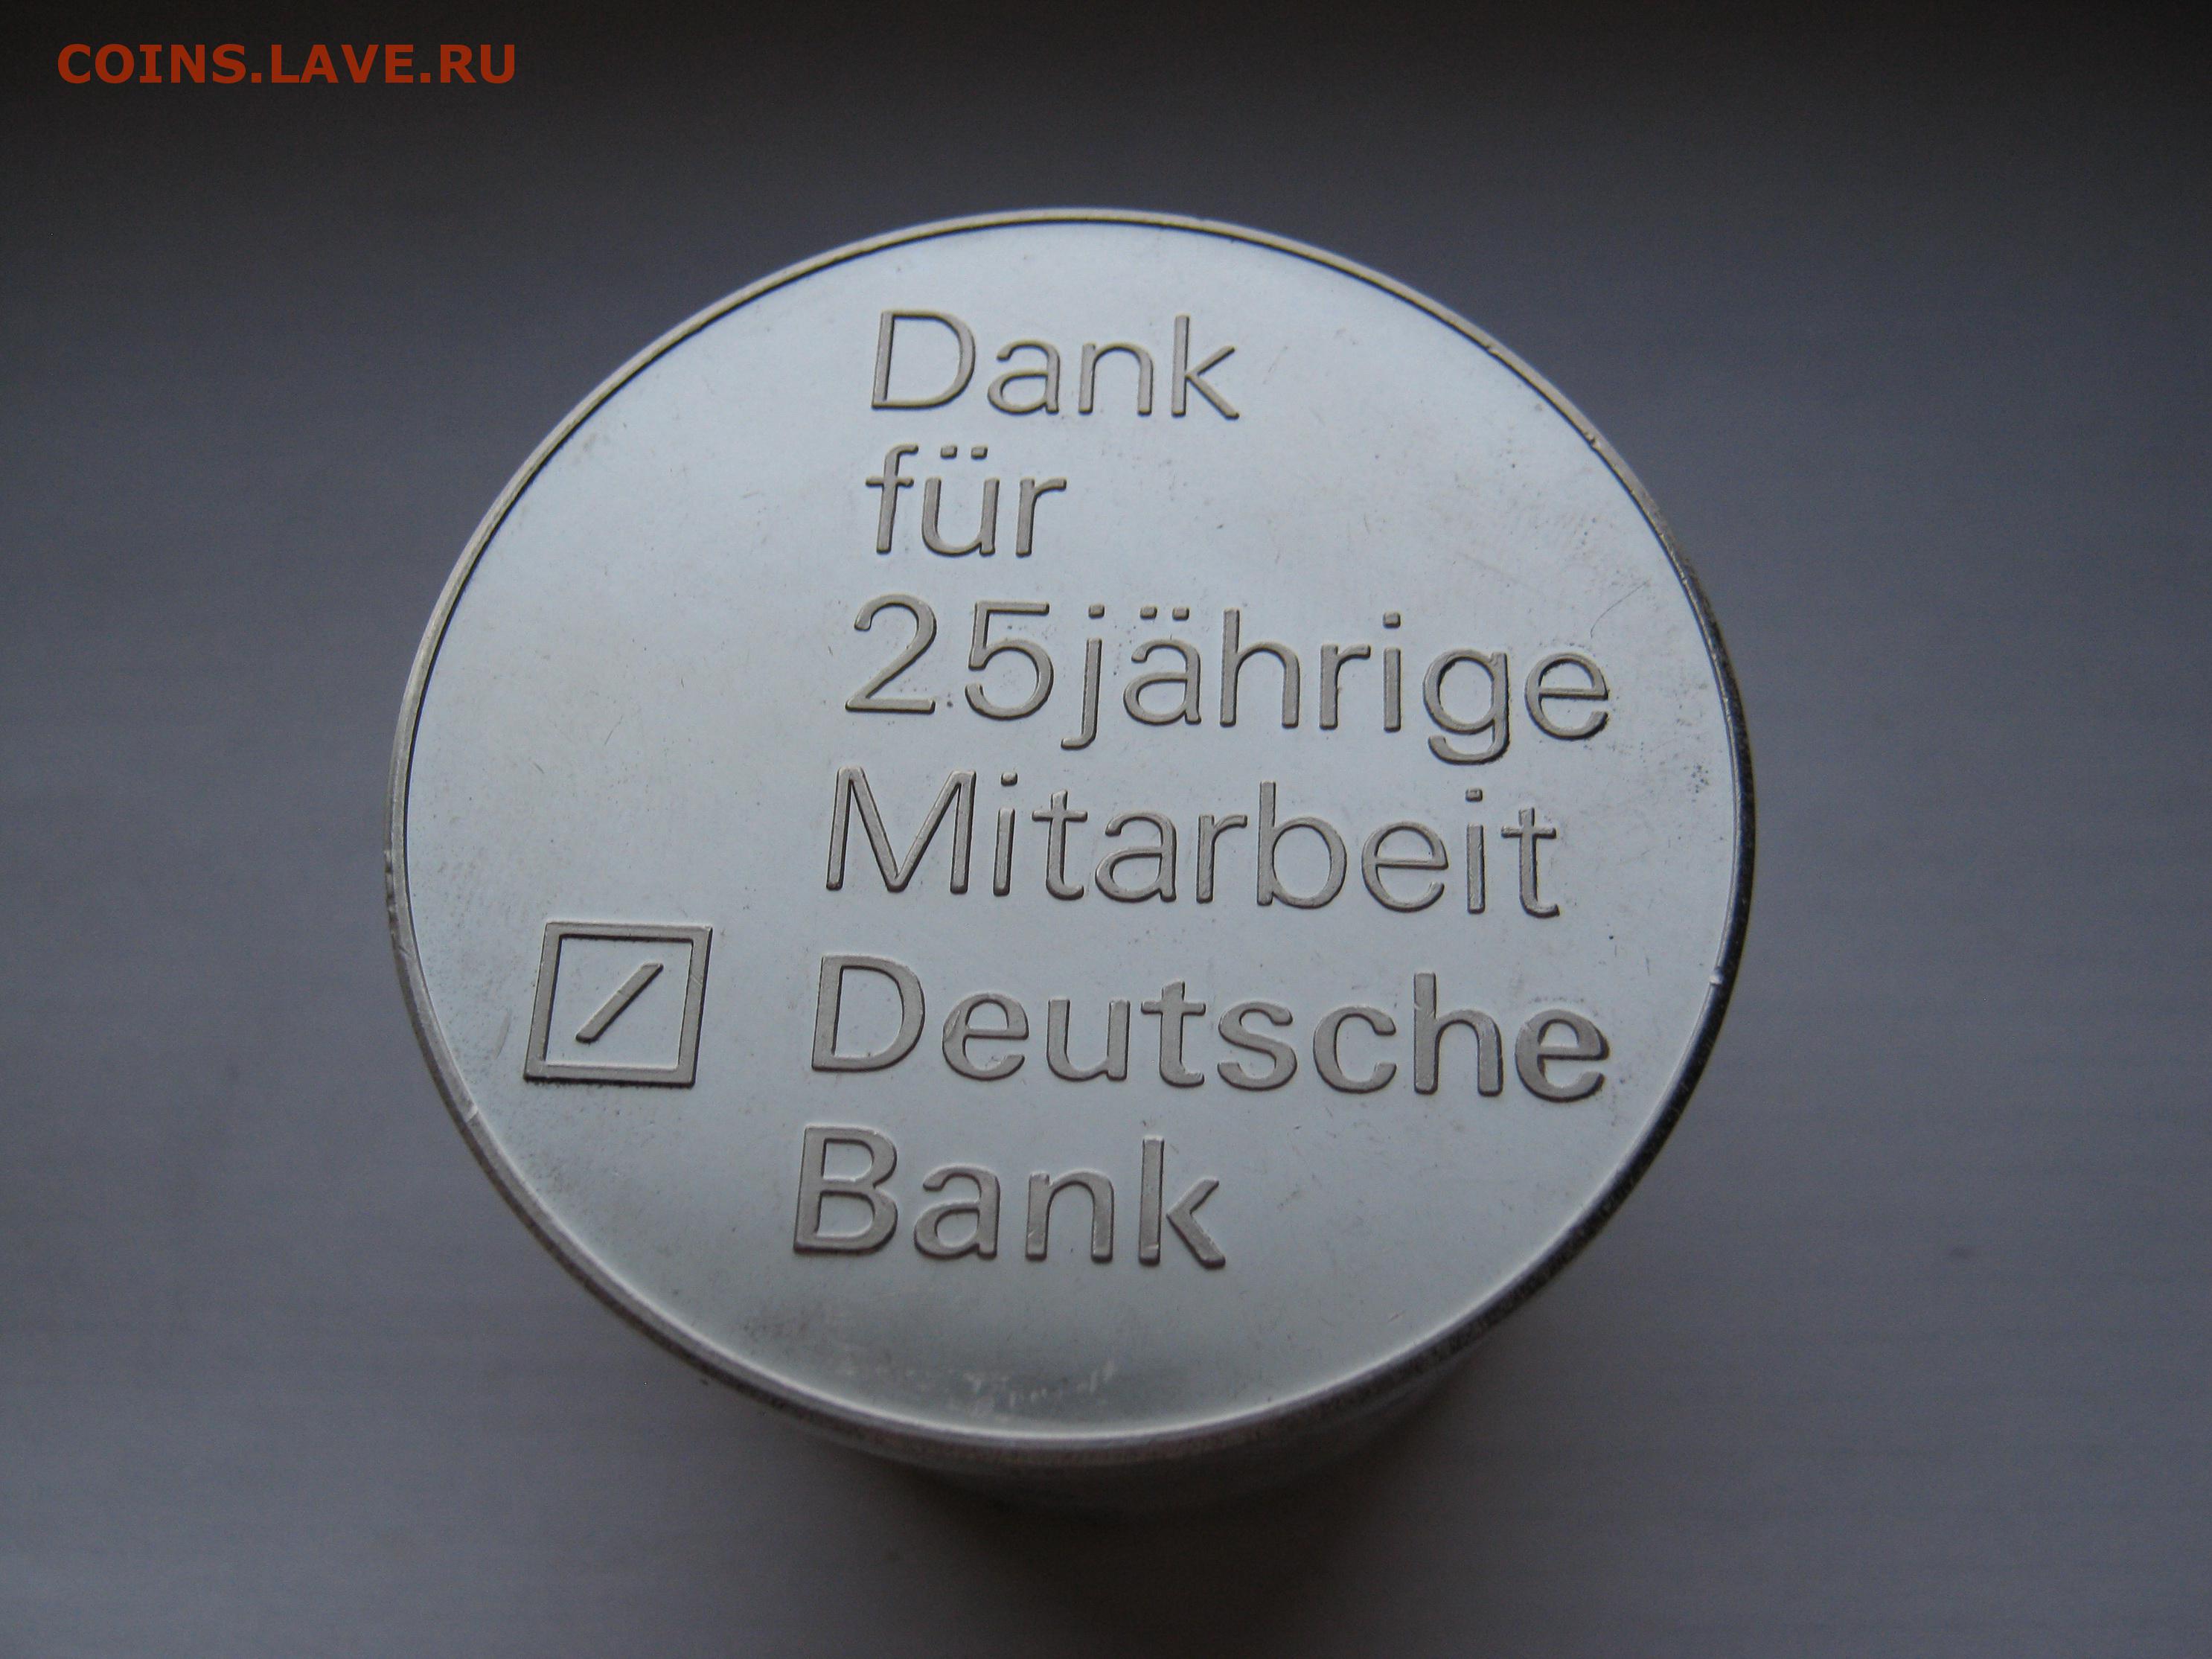 COINS.LAVE.RU
Dank
für
25jährige
Mitarbeit
Deutsche
Bank